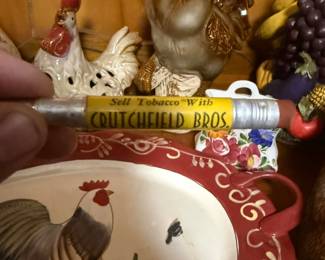 Sell Tobacco With
CRUTCHFIELD BROS.